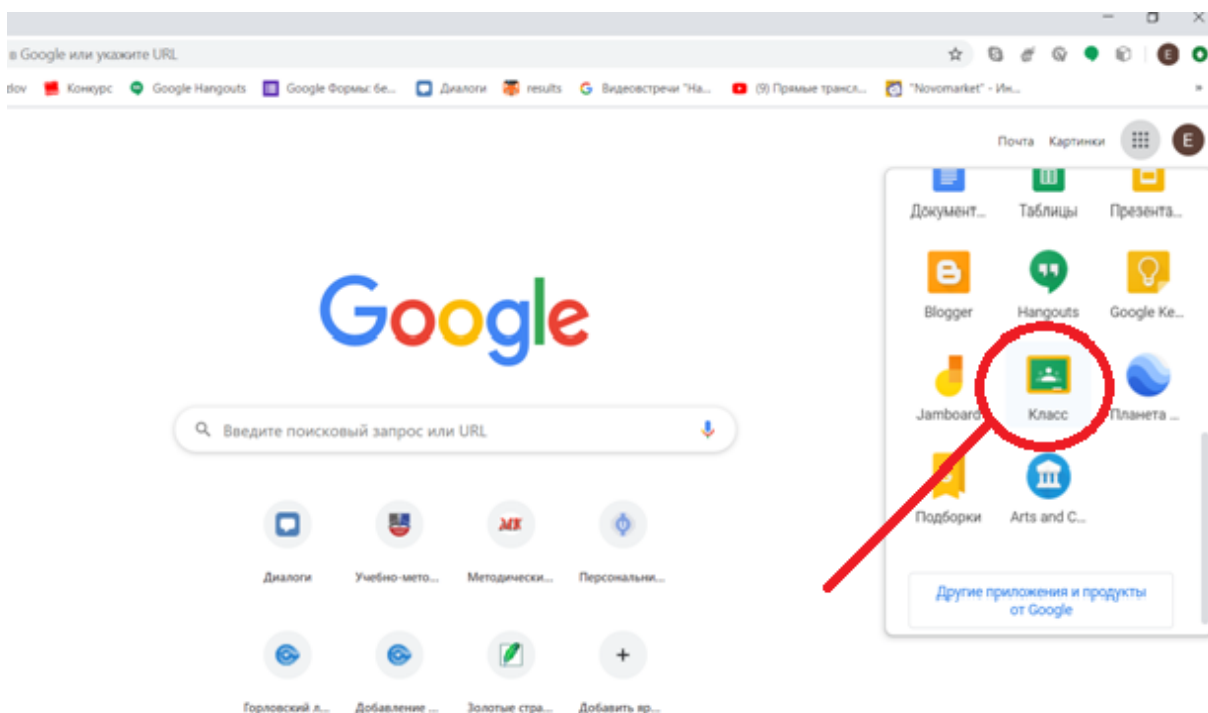 в Google или укажите URL
dov Конкурс Google Hangouts Google Формы: бе... Диалоги results Видеовстречи "На... (9) Прямые трансл... "Novomarket" - Ин... »
Почта Картинки E
Документ... Таблицы Презента...
Blogger Hangouts Google Ke...
Jamboard Класс Планета ...
Подборки Arts and C...
Другие приложения и продукты
от Google
Google
Введите поисковый запрос или URL
МК
Диалоги Учебно-мето... Методически... Персональни...
Горловский л... Добавление ... Золотые стра... Добавить яр...